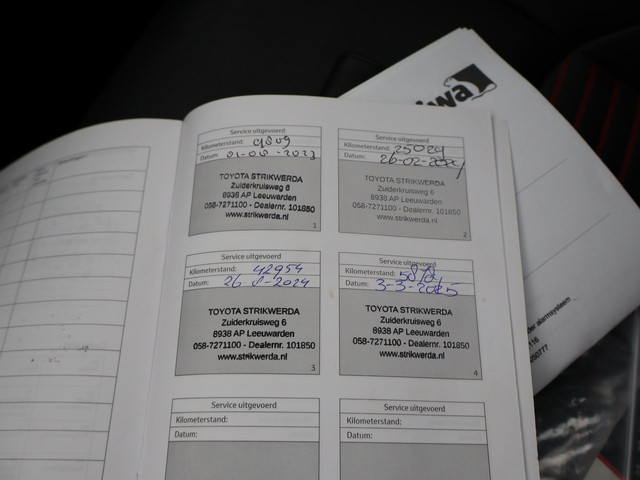 Service uitgevoerd
Kilometerstand: 9809
Datum: 01-08-2023
TOYOTA STRIKWERDA
Zuiderkruisweg 6
8938 AP Leeuwarden
058-7271100 - Dealernr. 101850
www.strikwerda.nl
1
Service uitgevoerd
Kilometerstand: 25024
Datum: 26-02-2024
TOYOTA STRIKWERDA
Zuiderkruisweg 6
8938 AP Leeuwarden
058-7271100 - Dealernr. 101850
www.strikwerda.nl
2
Service uitgevoerd
Kilometerstand: 42954
Datum: 26-8-2024
TOYOTA STRIKWERDA
Zuiderkruisweg 6
8938 AP Leeuwarden
058-7271100 - Dealernr. 101850
www.strikwerda.nl
3
Service uitgevoerd
Kilometerstand:
Datum: 3-3-2025
TOYOTA STRIKWERDA
Zuiderkruisweg 6
8938 AP Leeuwarden
058-7271100 - Dealernr. 101850
www.strikwerda.nl
4
Service uitgevoerd
Kilometerstand:
Datum:
Service uitgevoerd
Kilometerstand:
Datum:
wa
alarmsysteem